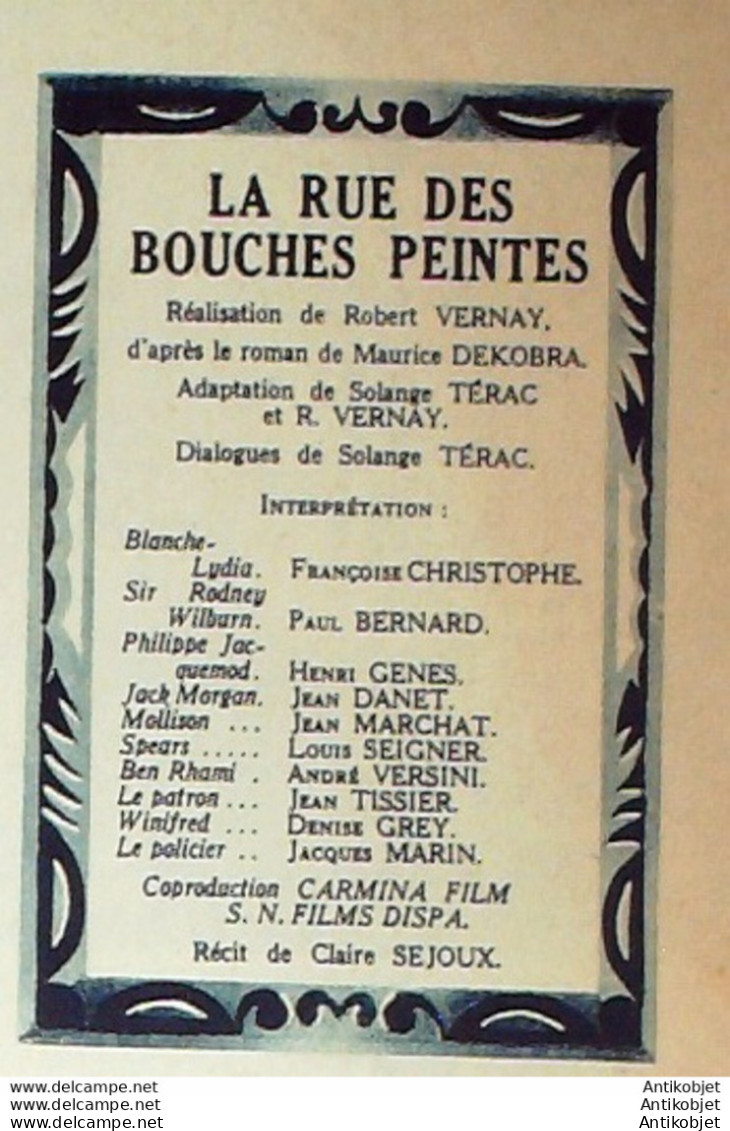 LA RUE DES
BOUCHES PEINTES
Réalisation de Robert VERNAY,
d'après le roman de Maurice DEKOBRA.
Adaptation de Solange TÉRAC
et R. VERNAY.
Dialogues de Solange TÉRAC.
INTERPRÉTATION :
Blanche-
Lydia. FRANÇOISE CHRISTOPHE.
Sir Rodney
Wilburn. PAUL BERNARD.
Philippe Jac-
quemod. HENRI GENES.
Jack Morgan. JEAN DANET.
Mollison ... JEAN MARCHAT.
Spears ..... LOUIS SEIGNER.
Ben Rhami . ANDRÉ VERSINI.
Le patron ... JEAN TISSIER.
Winifred ... DENISE GREY.
Le policier .. JACQUES MARIN.
Coproduction CARMINA FILM
S. N. FILMS DISPA.
Récit de Claire SEJOUX.
www.delcampe.net Antikobjet
www.delcampe.net Antikobjet
www.delcampe.net Antikobjet